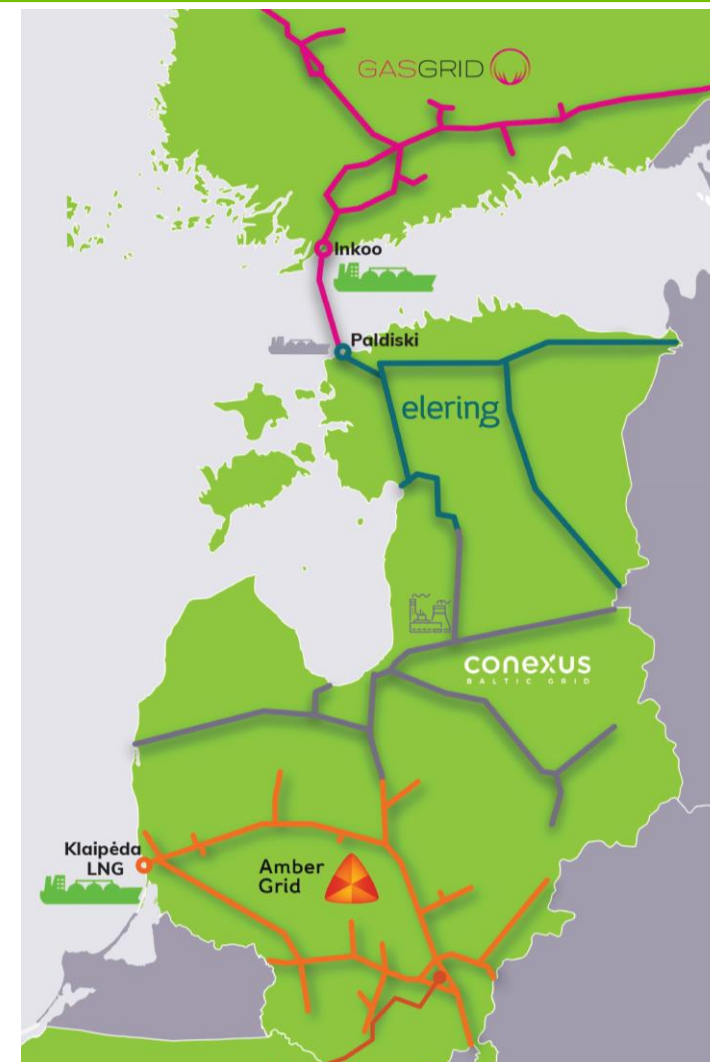 GASGRID
Inkoo
Paldiski
elering
conexus
BALTIC GRID
Klaipėda
LNG
Amber
Grid